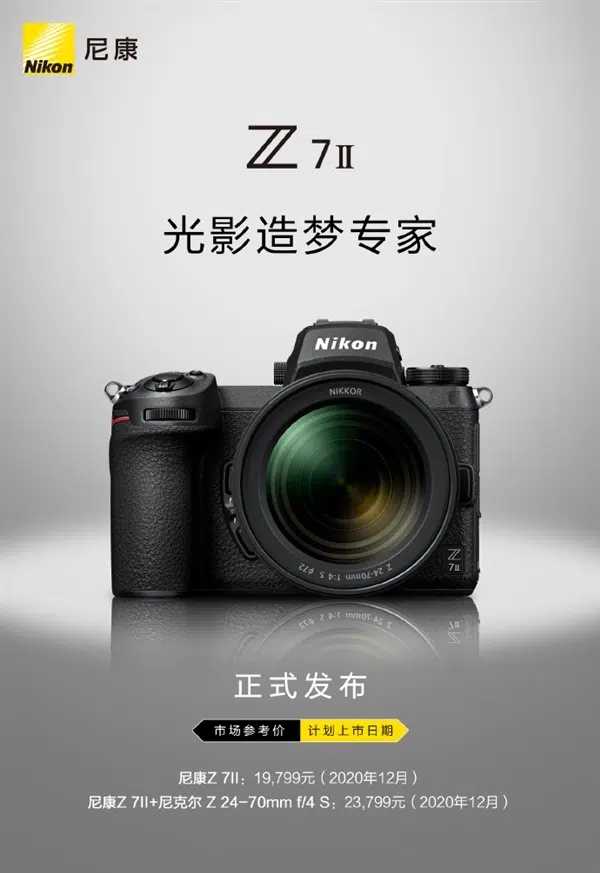 Nikon 尼康
Z 7II
光影造梦专家
Nikon
NIKKOR
Z 24-70mm 1:4 S ø72
Z
7II
正式发布
市场参考价 计划上市日期
尼康Z 7II：19,799元（2020年12月）
尼康Z 7II+尼克尔 Z 24-70mm f/4 S：23,799元（2020年12月）